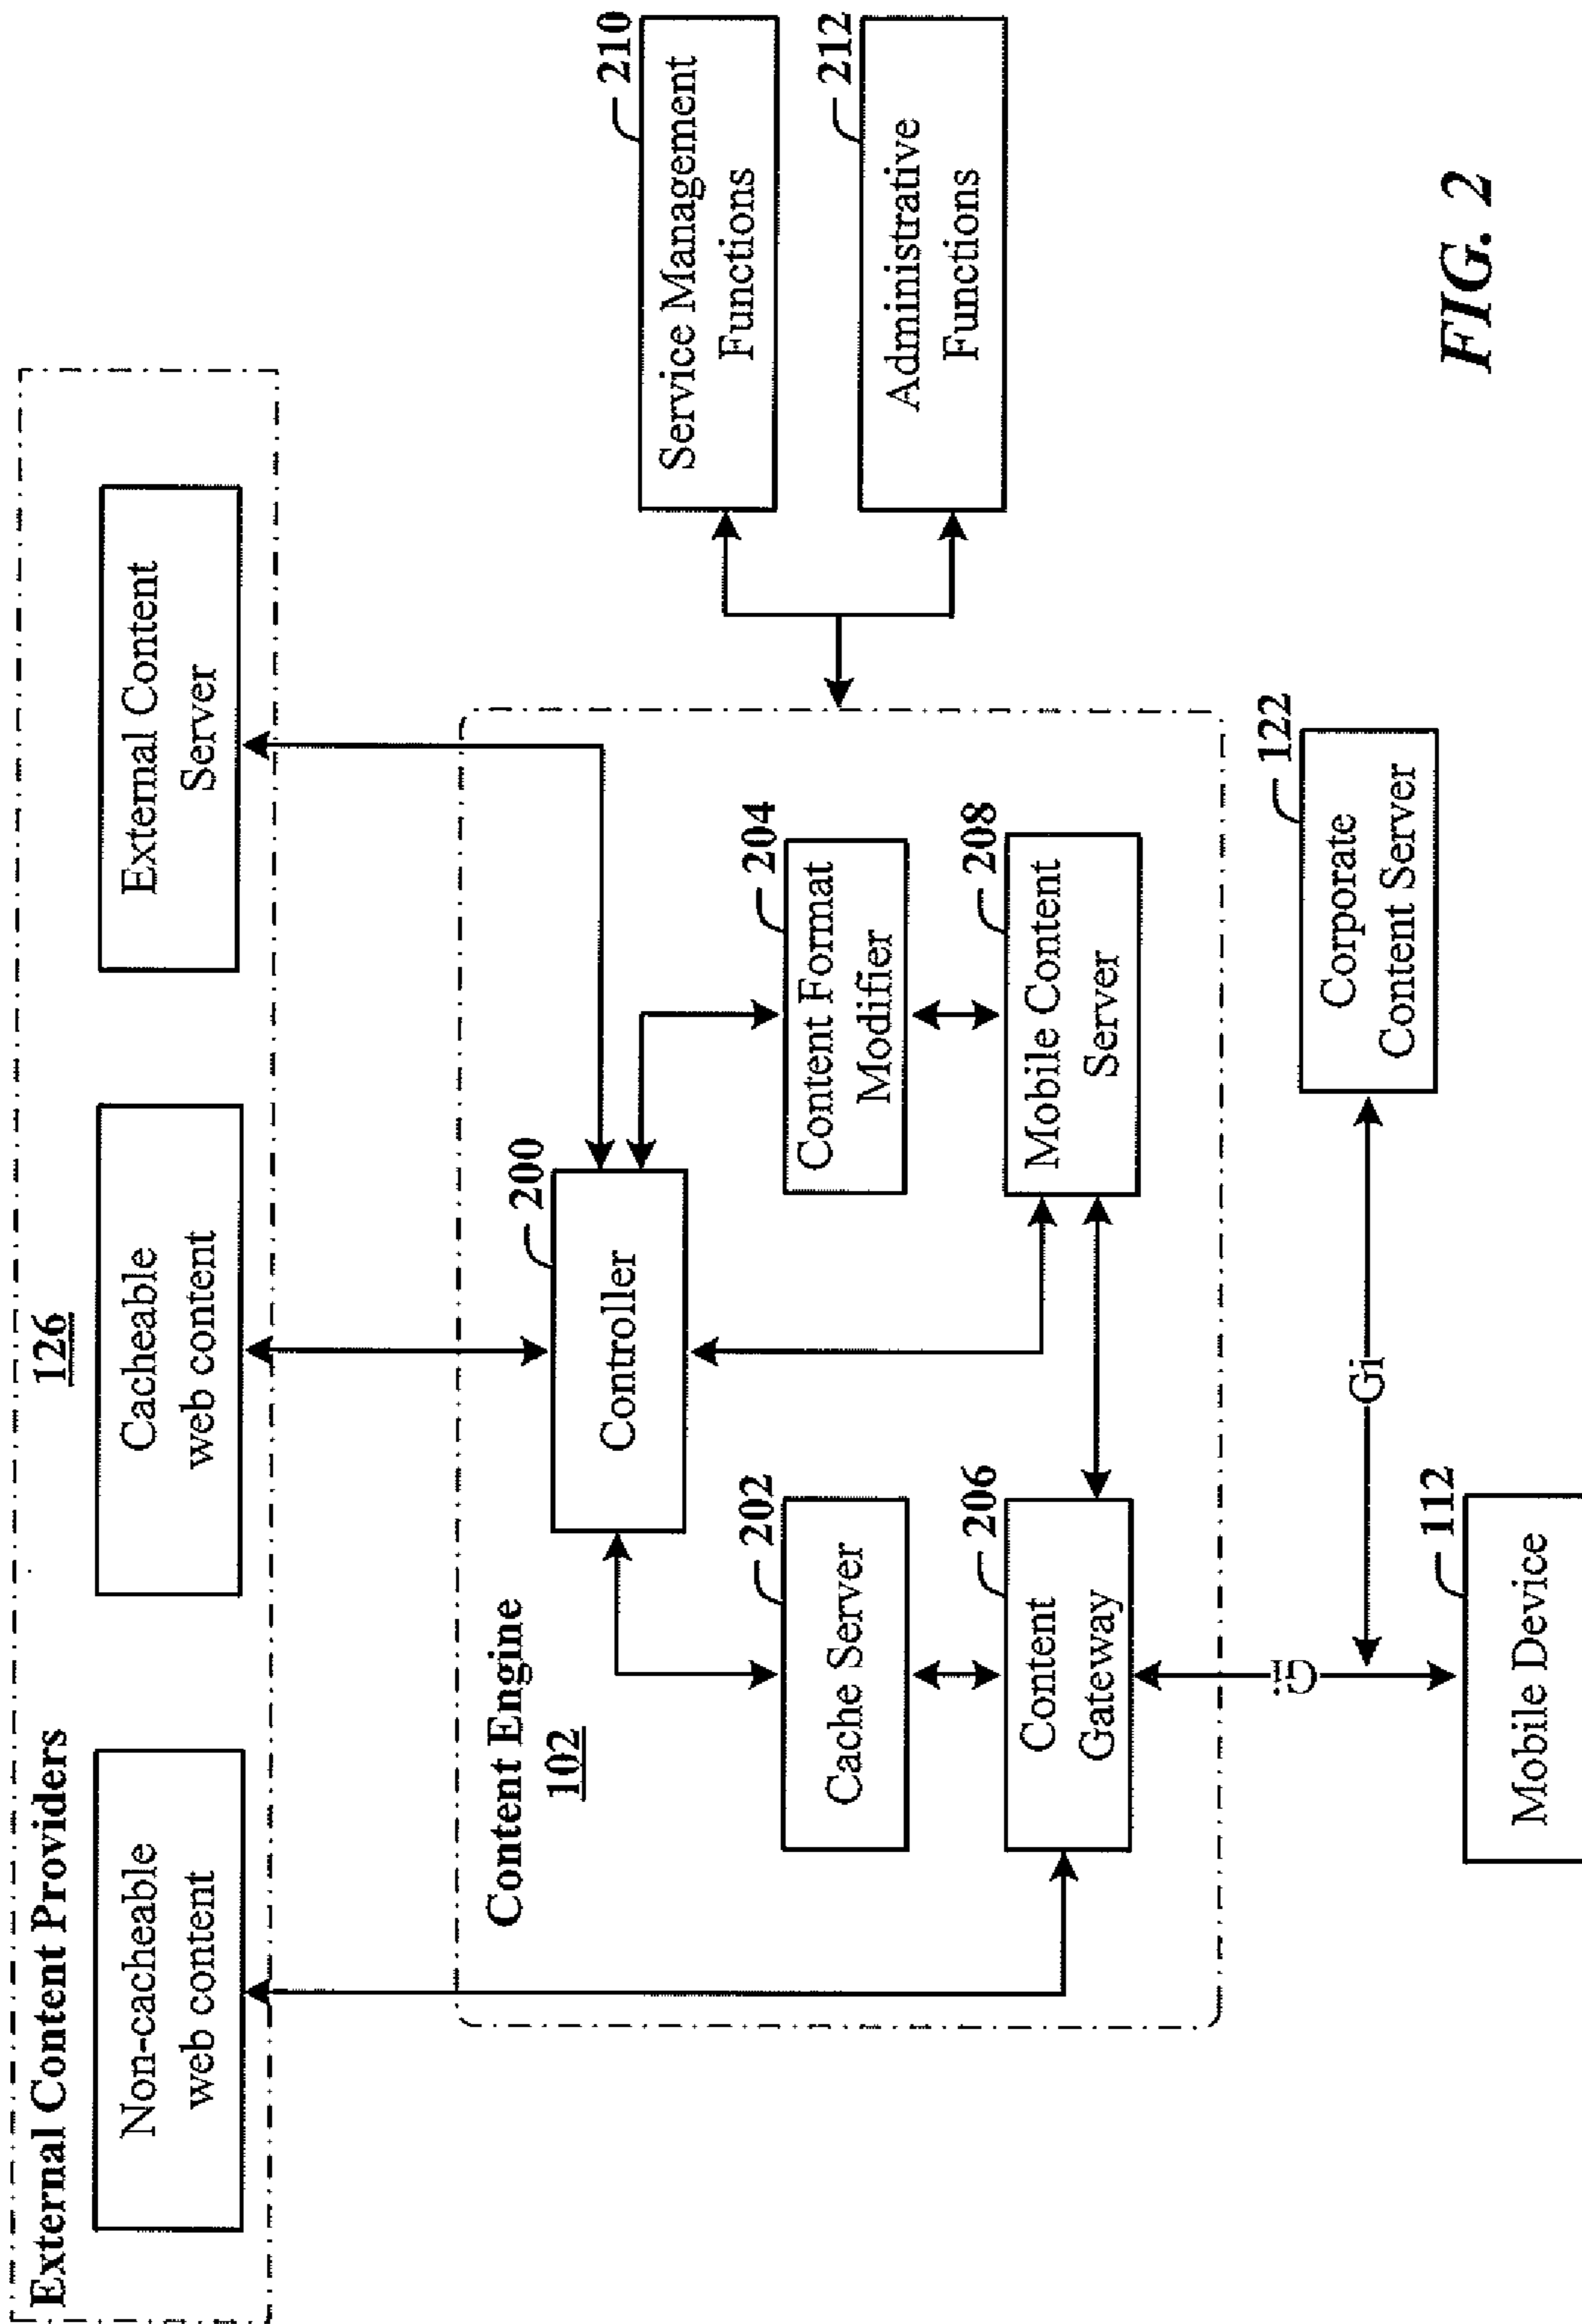 External Content Providers
126
Non-cacheable
web content
Cacheable
web content
External Content
Server
Content Engine
102
200
Controller
202
Cache Server
204
Content Format
Modifier
206
Content
Gateway
208
Mobile Content
Server
210
Service Management
Functions
212
Administrative
Functions
Gi
Gi
122
Corporate
Content Server
112
Mobile Device
FIG. 2